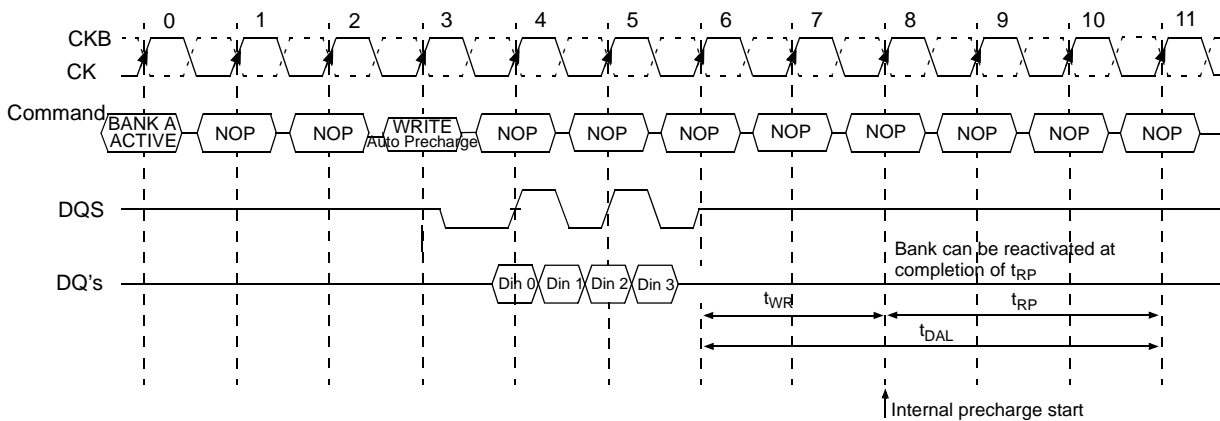 0 1 2 3 4 5 6 7 8 9 10 11
CKB
CK
Command
BANK A
ACTIVE
NOP NOP
WRITE
Auto Precharge
NOP NOP NOP NOP NOP NOP NOP NOP
DQS
DQ's
Din 0 Din 1 Din 2 Din 3
Bank can be reactivated at
completion of tRP
tWR
tRP
tDAL
Internal precharge start